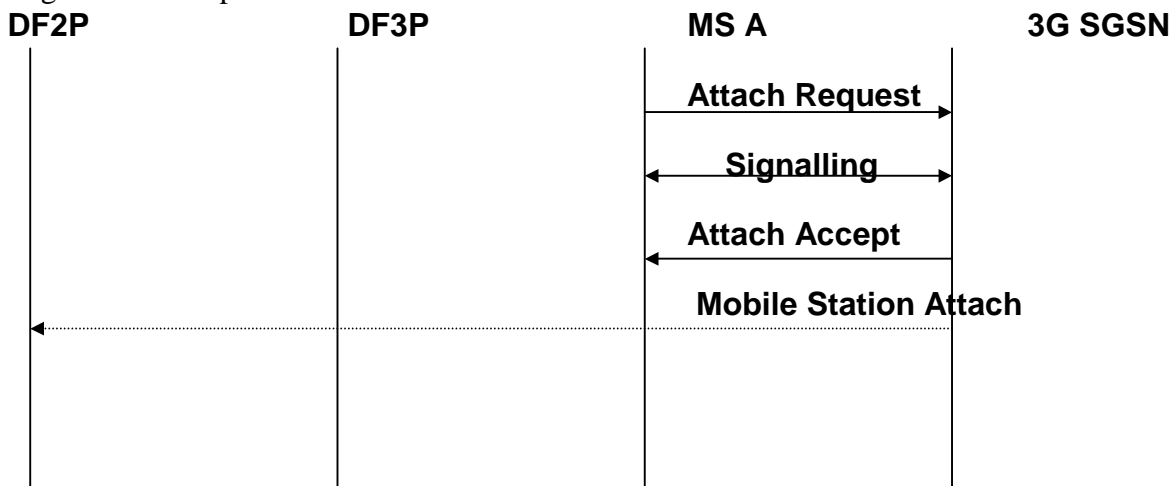 DF2P DF3P MS A 3G SGSN
Attach Request
Signalling
Attach Accept
Mobile Station Attach